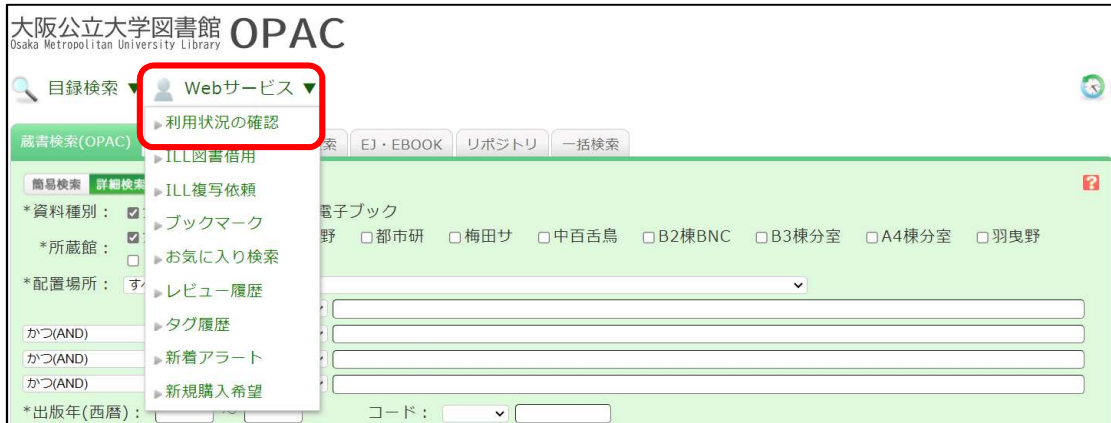 大阪公立大学図書館 OPAC
Osaka Metropolitan University Library
目録検索 ▼ Webサービス ▼
▶利用状況の確認
蔵書検索(OPAC) 索 EJ・EBOOK リポジトリ 一括検索
▶ILL図書借用
簡易検索 詳細検索
▶ILL複写依頼
*資料種別： 電子ブック
▶ブックマーク
*所蔵館： 野 □都市研 □梅田サ □中百舌鳥 □B2棟BNC □B3棟分室 □A4棟分室 □羽曳野
▶お気に入り検索
*配置場所： すべ
▶レビュー履歴
かつ(AND)
▶タグ履歴
かつ(AND)
▶新着アラート
かつ(AND)
▶新規購入希望
*出版年(西暦)： ～ コード：